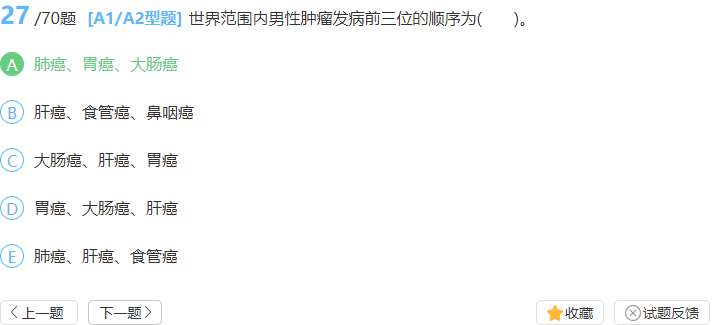 27/70题 [A1/A2型题] 世界范围内男性肿瘤发病前三位的顺序为(  )。
A 肺癌、胃癌、大肠癌
B 肝癌、食管癌、鼻咽癌
C 大肠癌、肝癌、胃癌
D 胃癌、大肠癌、肝癌
E 肺癌、肝癌、食管癌
上一题 下一题 收藏 试题反馈